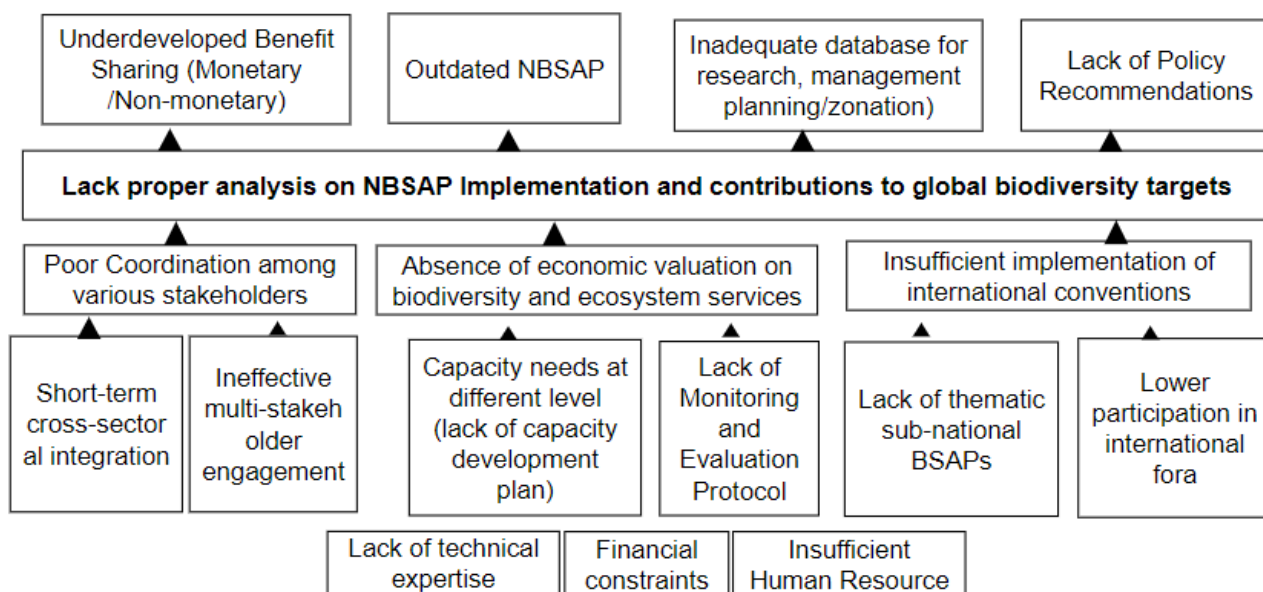 Underdeveloped Benefit
Sharing (Monetary
/Non-monetary)
Outdated NBSAP
Inadequate database for
research, management
planning/zonation)
Lack of Policy
Recommendations
Lack proper analysis on NBSAP Implementation and contributions to global biodiversity targets
Poor Coordination among
various stakeholders
Absence of economic valuation on
biodiversity and ecosystem services
Insufficient implementation of
international conventions
Short-term
cross-sector
al integration
Ineffective
multi-stakeh
older
engagement
Capacity needs at
different level
(lack of capacity
development
plan)
Lack of
Monitoring
and
Evaluation
Protocol
Lack of thematic
sub-national
BSAPs
Lower
participation in
international
fora
Lack of technical
expertise
Financial
constraints
Insufficient
Human Resource